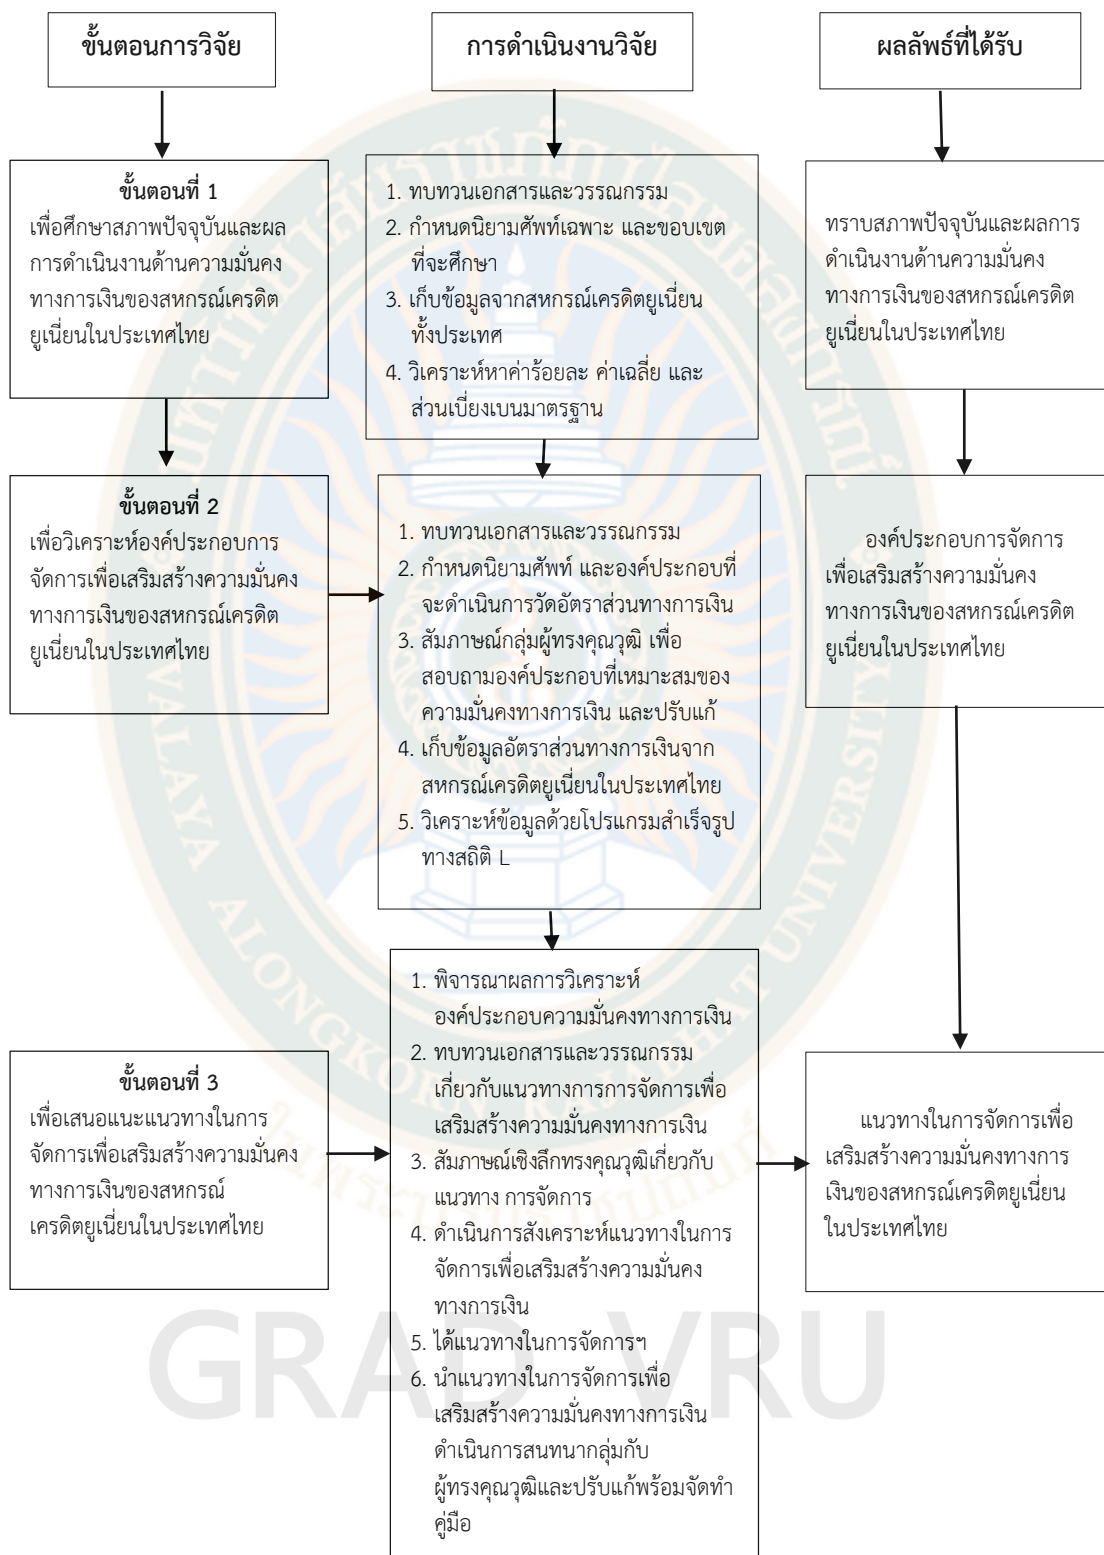 ขั้นตอนการวิจัย
การดำเนินงานวิจัย
ผลลัพธ์ที่ได้รับ
ขั้นตอนที่ 1
เพื่อศึกษาสภาพปัจจุบันและผล
การดำเนินงานด้านความมั่นคง
ทางการเงินของสหกรณ์เครดิต
ยูเนี่ยนในประเทศไทย
1. ทบทวนเอกสารและวรรณกรรม
2. กำหนดนิยามศัพท์เฉพาะ และขอบเขต
ที่จะศึกษา
3. เก็บข้อมูลจากสหกรณ์เครดิตยูเนี่ยน
ทั้งประเทศ
4. วิเคราะห์หาค่าร้อยละ ค่าเฉลี่ย และ
ส่วนเบี่ยงเบนมาตรฐาน
ทราบสภาพปัจจุบันและผลการ
ดำเนินงานด้านความมั่นคง
ทางการเงินของสหกรณ์เครดิต
ยูเนี่ยนในประเทศไทย
ขั้นตอนที่ 2
เพื่อวิเคราะห์องค์ประกอบการ
จัดการเพื่อเสริมสร้างความมั่นคง
ทางการเงินของสหกรณ์เครดิต
ยูเนี่ยนในประเทศไทย
1. ทบทวนเอกสารและวรรณกรรม
2. กำหนดนิยามศัพท์ และองค์ประกอบที่
จะดำเนินการวัดอัตราส่วนทางการเงิน
3. สัมภาษณ์กลุ่มผู้ทรงคุณวุฒิ เพื่อ
สอบถามองค์ประกอบที่เหมาะสมของ
ความมั่นคงทางการเงิน และปรับแก้
4. เก็บข้อมูลอัตราส่วนทางการเงินจาก
สหกรณ์เครดิตยูเนี่ยนในประเทศไทย
5. วิเคราะห์ข้อมูลด้วยโปรแกรมสำเร็จรูป
ทางสถิติ L
องค์ประกอบการจัดการ
เพื่อเสริมสร้างความมั่นคง
ทางการเงินของสหกรณ์เครดิต
ยูเนี่ยนในประเทศไทย
ขั้นตอนที่ 3
เพื่อเสนอแนะแนวทางในการ
จัดการเพื่อเสริมสร้างความมั่นคง
ทางการเงินของสหกรณ์
เครดิตยูเนี่ยนในประเทศไทย
1. พิจารณาผลการวิเคราะห์
องค์ประกอบความมั่นคงทางการเงิน
2. ทบทวนเอกสารและวรรณกรรม
เกี่ยวกับแนวทางการการจัดการเพื่อ
เสริมสร้างความมั่นคงทางการเงิน
3. สัมภาษณ์เชิงลึกทรงคุณวุฒิเกี่ยวกับ
แนวทาง การจัดการ
4. ดำเนินการสังเคราะห์แนวทางในการ
จัดการเพื่อเสริมสร้างความมั่นคง
ทางการเงิน
5. ได้แนวทางในการจัดการฯ
6. นำแนวทางในการจัดการเพื่อ
เสริมสร้างความมั่นคงทางการเงิน
ดำเนินการสนทนากลุ่มกับ
ผู้ทรงคุณวุฒิและปรับแก้พร้อมจัดทำ
คู่มือ
แนวทางในการจัดการเพื่อ
เสริมสร้างความมั่นคงทางการ
เงินของสหกรณ์เครดิตยูเนี่ยน
ในประเทศไทย
VALAYA ALONGKORN RAJABHAT UNIVERSITY
GRAD VRU